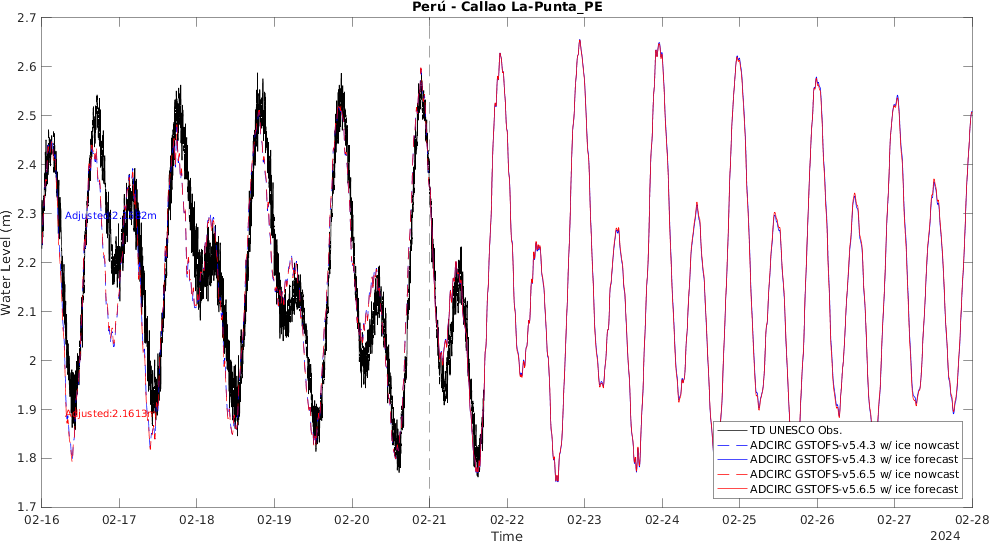 Perú - Callao La-Punta_PE
2.7
2.6
2.5
2.4
2.3
2.2
2.1
2
1.9
1.8
1.7
Water Level (m)
Adjusted:2.1613m
TD UNESCO Obs.
ADCIRC GSTOFS-v5.4.3 w/ ice nowcast
ADCIRC GSTOFS-v5.4.3 w/ ice forecast
ADCIRC GSTOFS-v5.6.5 w/ ice nowcast
ADCIRC GSTOFS-v5.6.5 w/ ice forecast
02-16 02-17 02-18 02-19 02-20 02-21 02-22 02-23 02-24 02-25 02-26 02-27 02-28
Time
2024